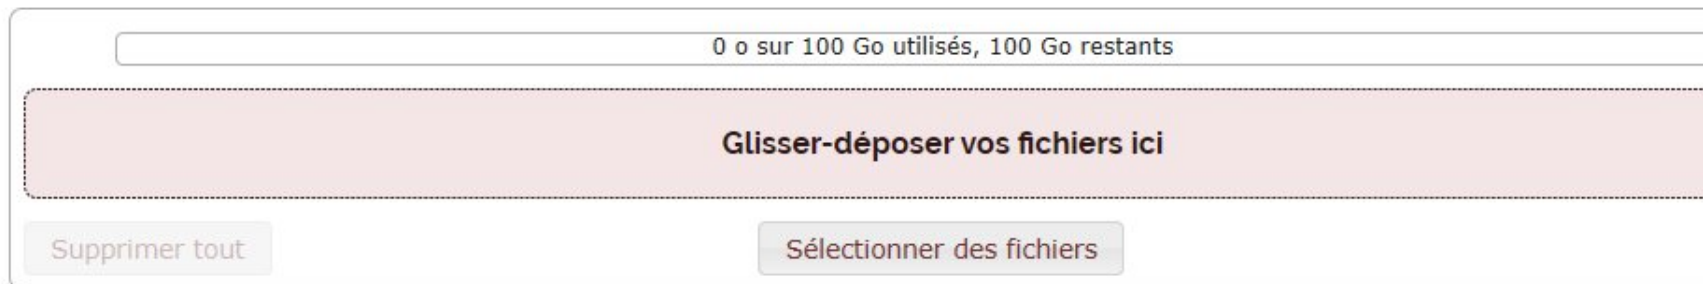 0 o sur 100 Go utilisés, 100 Go restants
Glisser-déposer vos fichiers ici
Supprimer tout
Sélectionner des fichiers